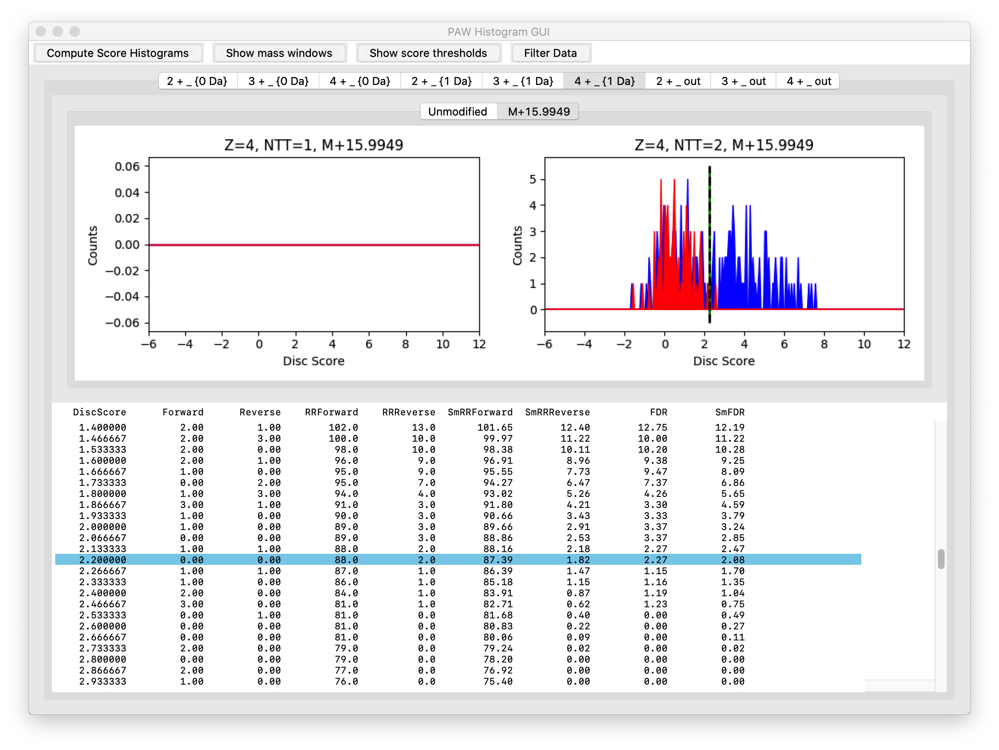 PAW Histogram GUI
Compute Score Histograms Show mass windows Show score thresholds Filter Data
2 + _ {0 Da} 3 + _ {0 Da} 4 + _ {0 Da} 2 + _ {1 Da} 3 + _ {1 Da} 4 + _ {1 Da} 2 + _ out 3 + _ out 4 + _ out
Unmodified M+15.9949
Z=4, NTT=1, M+15.9949
0.06
0.04
0.02
0.00
−0.02
−0.04
−0.06
Counts
−6 −4 −2 0 2 4 6 8 10 12
Disc Score
Z=4, NTT=2, M+15.9949
5
4
3
2
1
0
Counts
−6 −4 −2 0 2 4 6 8 10 12
Disc Score
DiscScore Forward Reverse RRForward RRReverse SmRRForward SmRRReverse FDR SmFDR
1.400000 2.00 1.00 102.0 13.0 101.65 12.40 12.75 12.19
1.466667 2.00 3.00 100.0 10.0 99.97 11.22 10.00 11.22
1.533333 2.00 0.00 98.0 10.0 98.38 10.11 10.20 10.28
1.600000 2.00 1.00 96.0 9.0 96.91 8.96 9.38 9.25
1.666667 1.00 0.00 95.0 9.0 95.55 7.73 9.47 8.09
1.733333 0.00 2.00 95.0 7.0 94.27 6.47 7.37 6.86
1.800000 1.00 3.00 94.0 4.0 93.02 5.26 4.26 5.65
1.866667 3.00 1.00 91.0 3.0 91.80 4.21 3.30 4.59
1.933333 1.00 0.00 90.0 3.0 90.66 3.43 3.33 3.79
2.000000 1.00 0.00 89.0 3.0 89.66 2.91 3.37 3.24
2.066667 0.00 0.00 89.0 3.0 88.86 2.53 3.37 2.85
2.133333 1.00 1.00 88.0 2.0 88.16 2.18 2.27 2.47
2.200000 0.00 0.00 88.0 2.0 87.39 1.82 2.27 2.08
2.266667 1.00 1.00 87.0 1.0 86.39 1.47 1.15 1.70
2.333333 1.00 0.00 86.0 1.0 85.18 1.15 1.16 1.35
2.400000 2.00 0.00 84.0 1.0 83.91 0.87 1.19 1.04
2.466667 3.00 0.00 81.0 1.0 82.71 0.62 1.23 0.75
2.533333 0.00 1.00 81.0 0.0 81.68 0.40 0.00 0.49
2.600000 0.00 0.00 81.0 0.0 80.83 0.22 0.00 0.27
2.666667 0.00 0.00 81.0 0.0 80.06 0.09 0.00 0.11
2.733333 2.00 0.00 79.0 0.0 79.24 0.02 0.00 0.02
2.800000 0.00 0.00 79.0 0.0 78.20 0.00 0.00 0.00
2.866667 2.00 0.00 77.0 0.0 76.92 0.00 0.00 0.00
2.933333 1.00 0.00 76.0 0.0 75.40 0.00 0.00 0.00